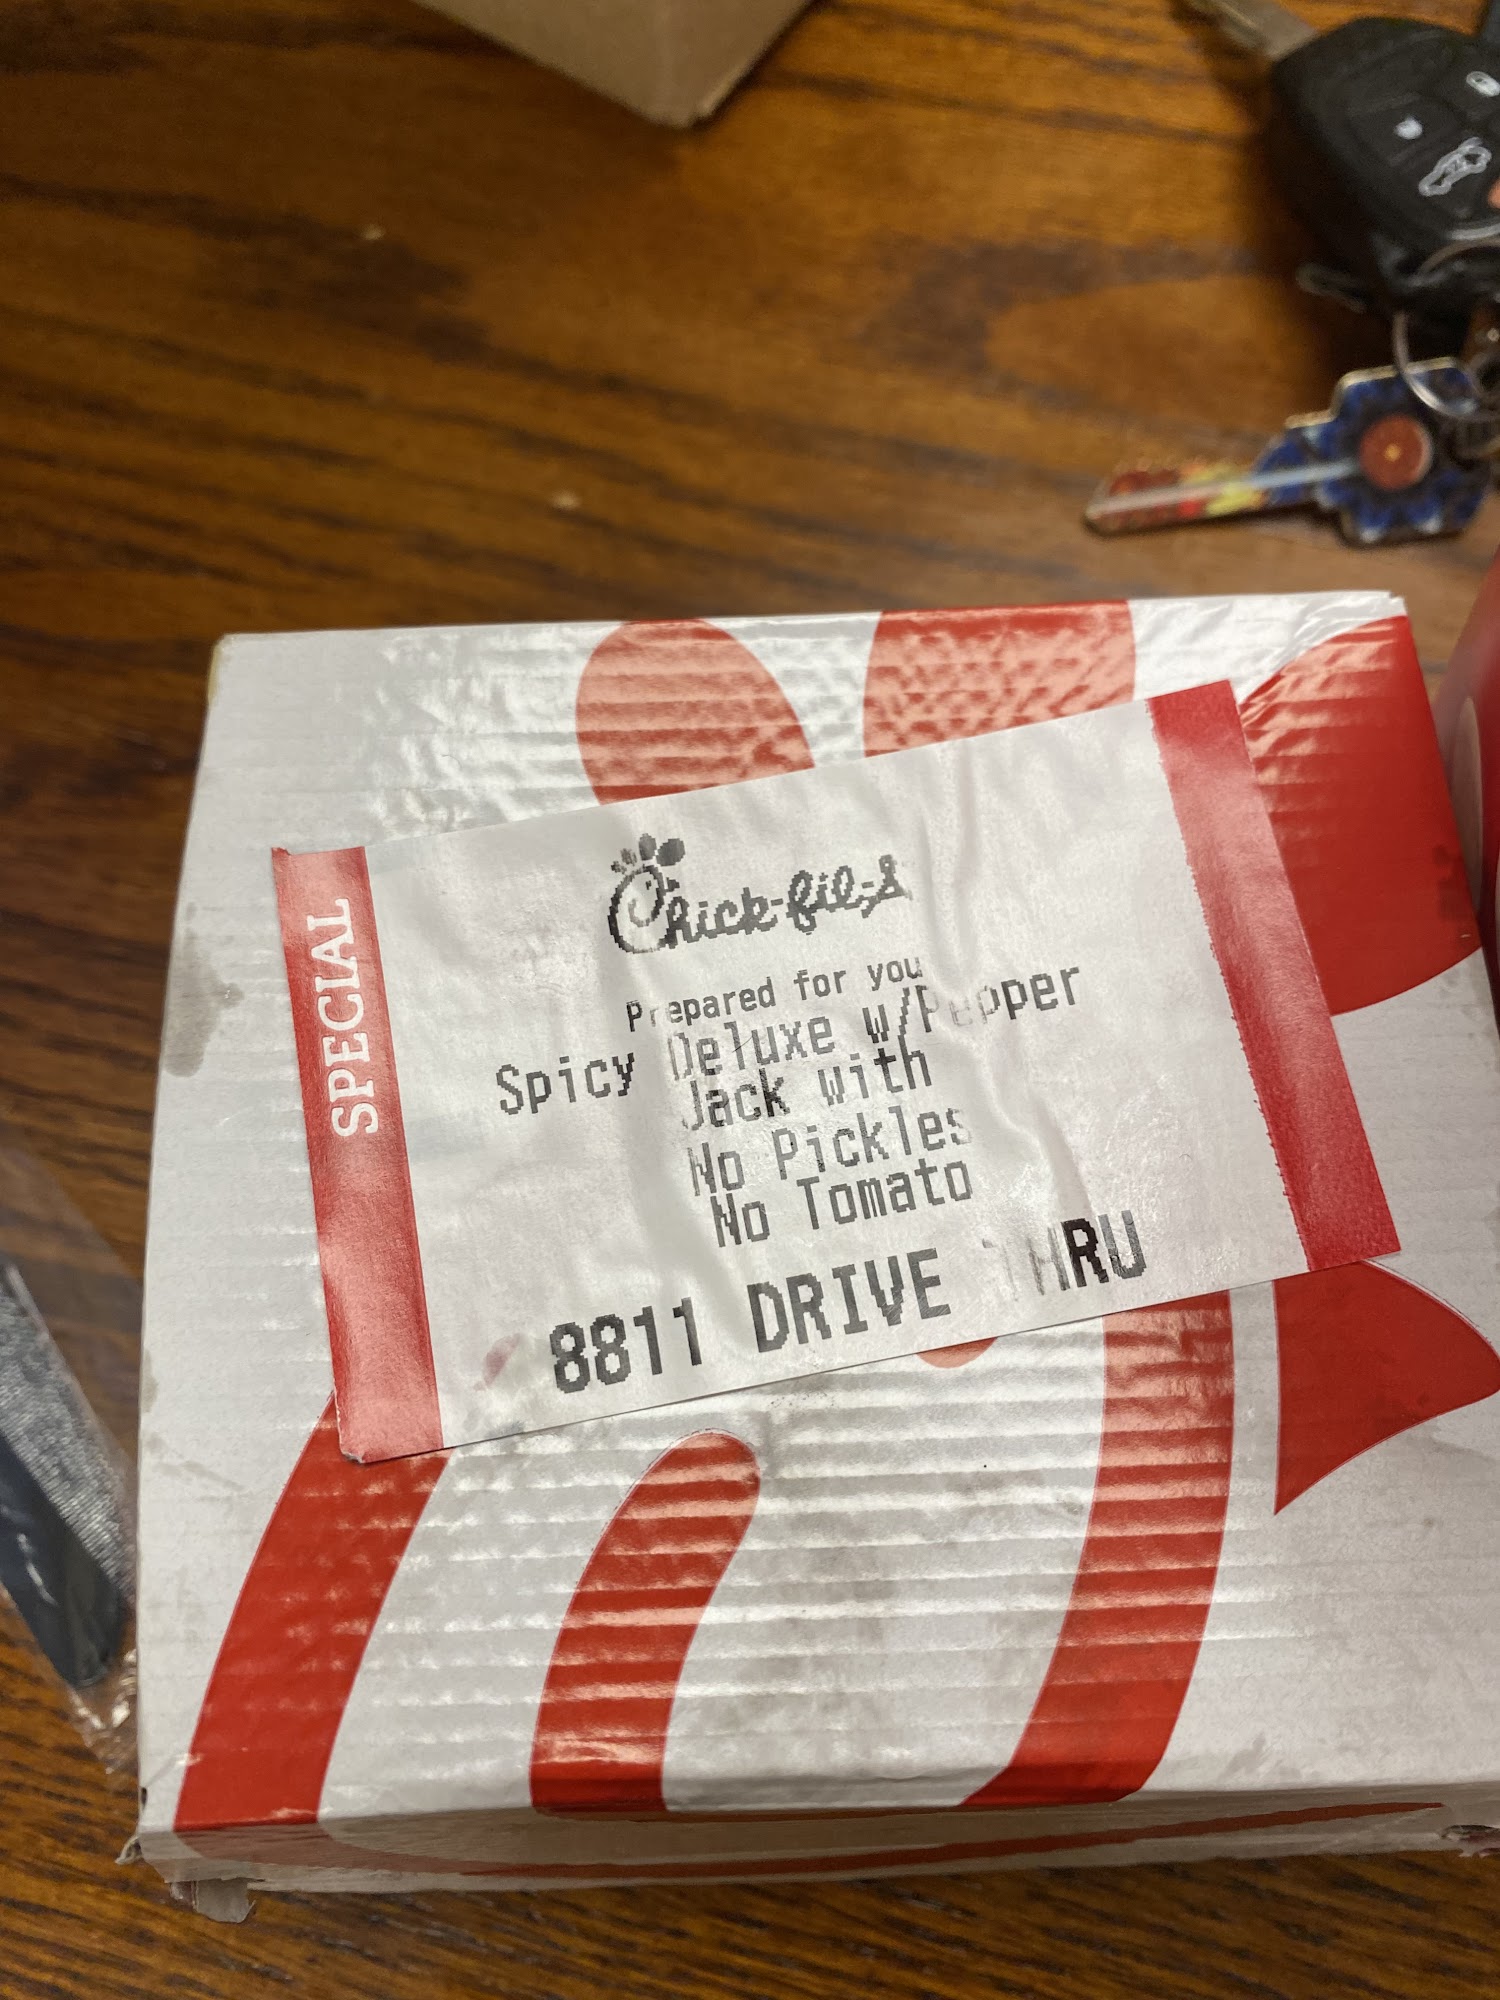 SPECIAL
Chick-fil-A
Prepared for you
Spicy Deluxe w/Pepper
Jack with
No Pickles
No Tomato
8811 DRIVE THRU